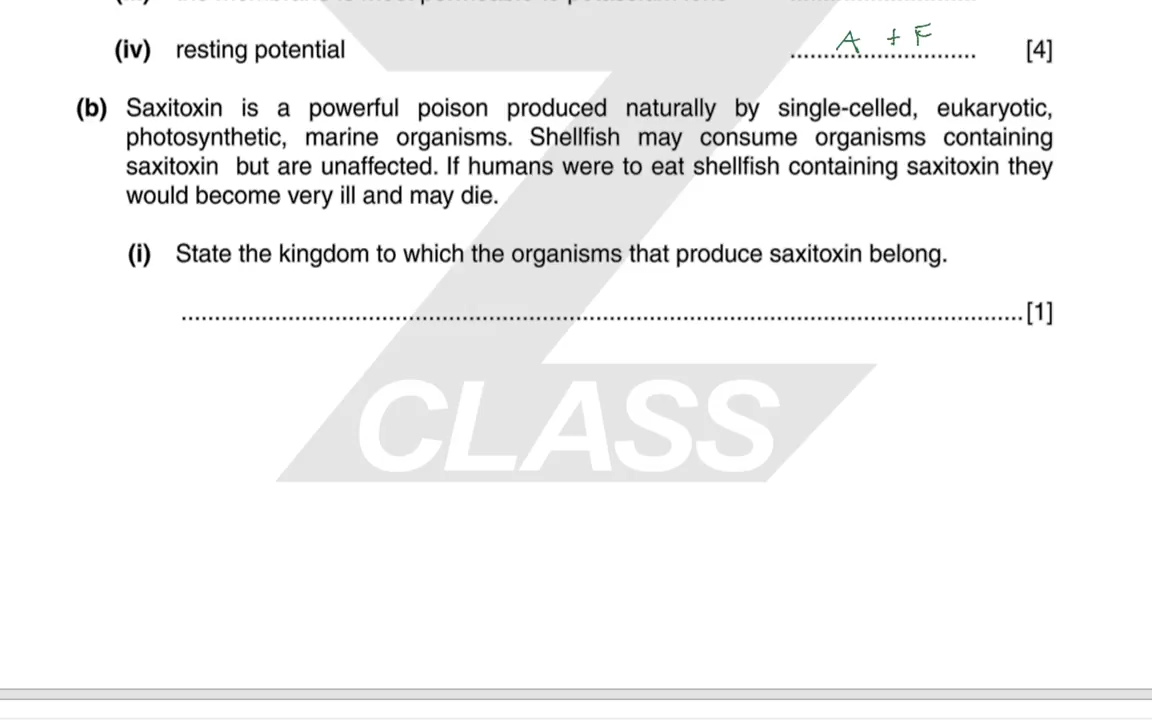 (iv) resting potential .............A + F............. [4]
(b) Saxitoxin is a powerful poison produced naturally by single-celled, eukaryotic,
photosynthetic, marine organisms. Shellfish may consume organisms containing
saxitoxin but are unaffected. If humans were to eat shellfish containing saxitoxin they
would become very ill and may die.
(i) State the kingdom to which the organisms that produce saxitoxin belong.
...............................................................................................................................[1]
Z
CLASS